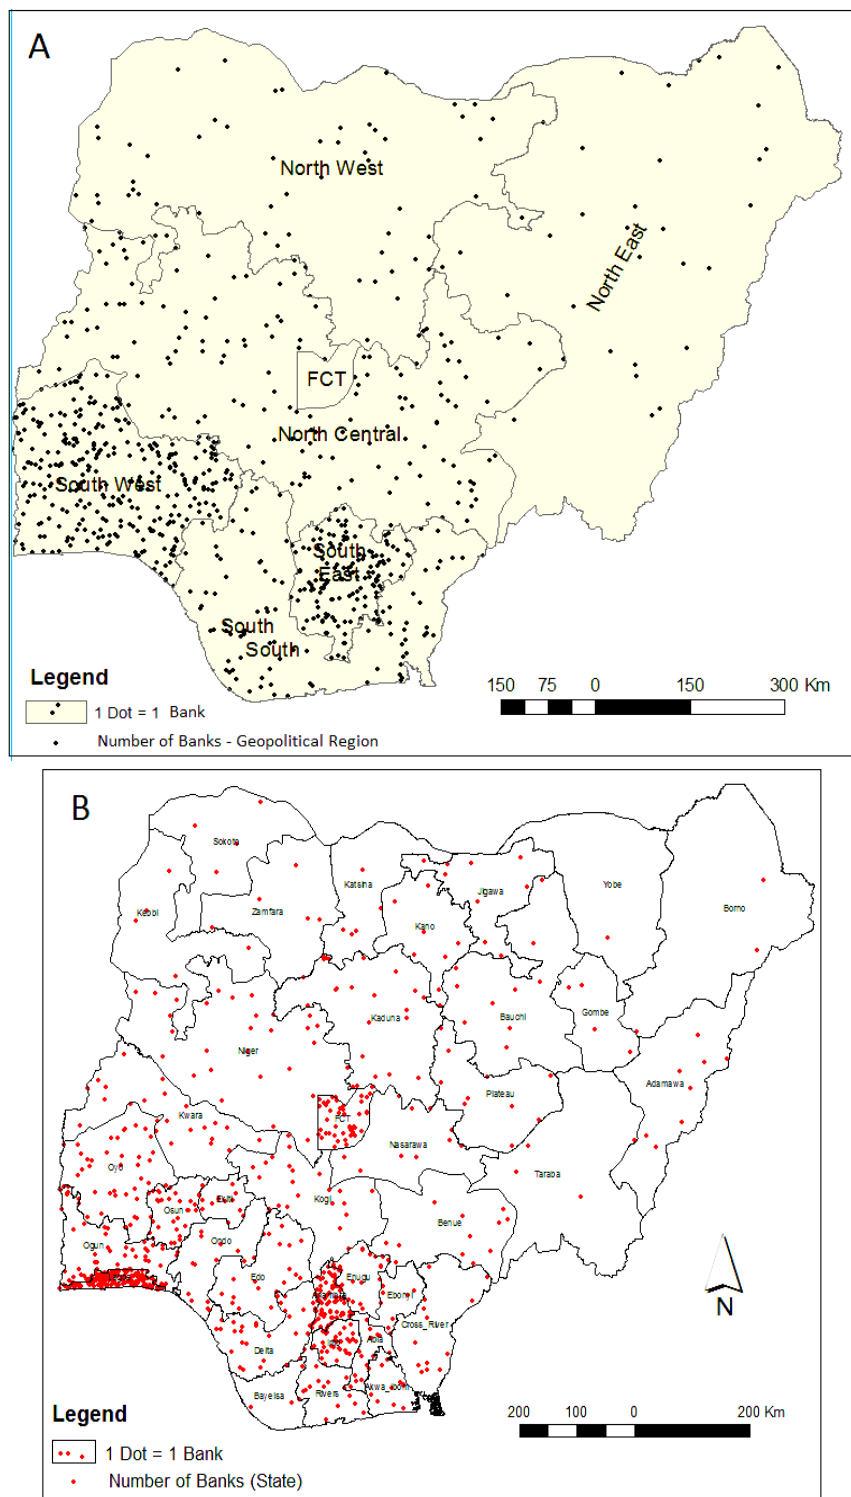 A
North West
North East
FCT
North Central
South West
South
East
South
South
Legend
1 Dot = 1 Bank
Number of Banks - Geopolitical Region
150 75 0 150 300 Km
B
Sokoto
Katsina
Jigawa
Yobe
Borno
Kebbi
Zamfara
Kano
Kaduna
Bauchi
Gombe
Niger
Adamawa
Plateau
Kwara
FCT
Nasarawa
Oyo
Taraba
Osun
Ekiti
Kogi
Benue
Ogun
Ondo
Edo
Enugu
Anambra
Ebonyi
Cross_River
Imo
Abia
Delta
Bayelsa
Rivers
Akwa_Ibom
N
Legend
1 Dot = 1 Bank
Number of Banks (State)
200 100 0 200 Km